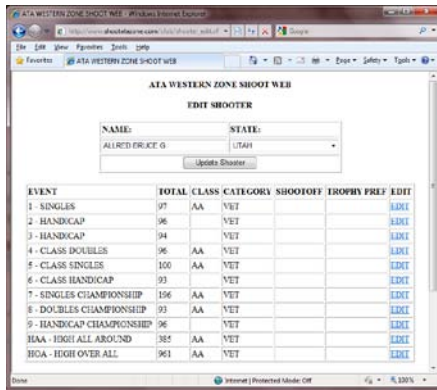 ATA WESTERN ZONE SHOOT WEB - Windows Internet Explorer
Google
File Edit View Favorites Tools Help
Favorites ATA WESTERN ZONE SHOOT WEB Page Safety Tools
ATA WESTERN ZONE SHOOT WEB
EDIT SHOOTER
NAME: STATE:
ALLRED BRUCE G UTAH
Update Shooter
EVENT TOTAL CLASS CATEGORY SHOOTOFF TROPHY PREF EDIT
1 - SINGLES 97 AA VET EDIT
2 - HANDICAP 96 VET EDIT
3 - HANDICAP 94 VET EDIT
4 - CLASS DOUBLES 96 AA VET EDIT
5 - CLASS SINGLES 100 AA VET EDIT
6 - CLASS HANDICAP 93 VET EDIT
7 - SINGLES CHAMPIONSHIP 196 AA VET EDIT
8 - DOUBLES CHAMPIONSHIP 93 AA VET EDIT
9 - HANDICAP CHAMPIONSHIP 96 VET EDIT
HAA - HIGH ALL AROUND 385 AA VET EDIT
HOA - HIGH OVER ALL 961 AA VET EDIT
Done Internet | Protected Mode: Off 100%